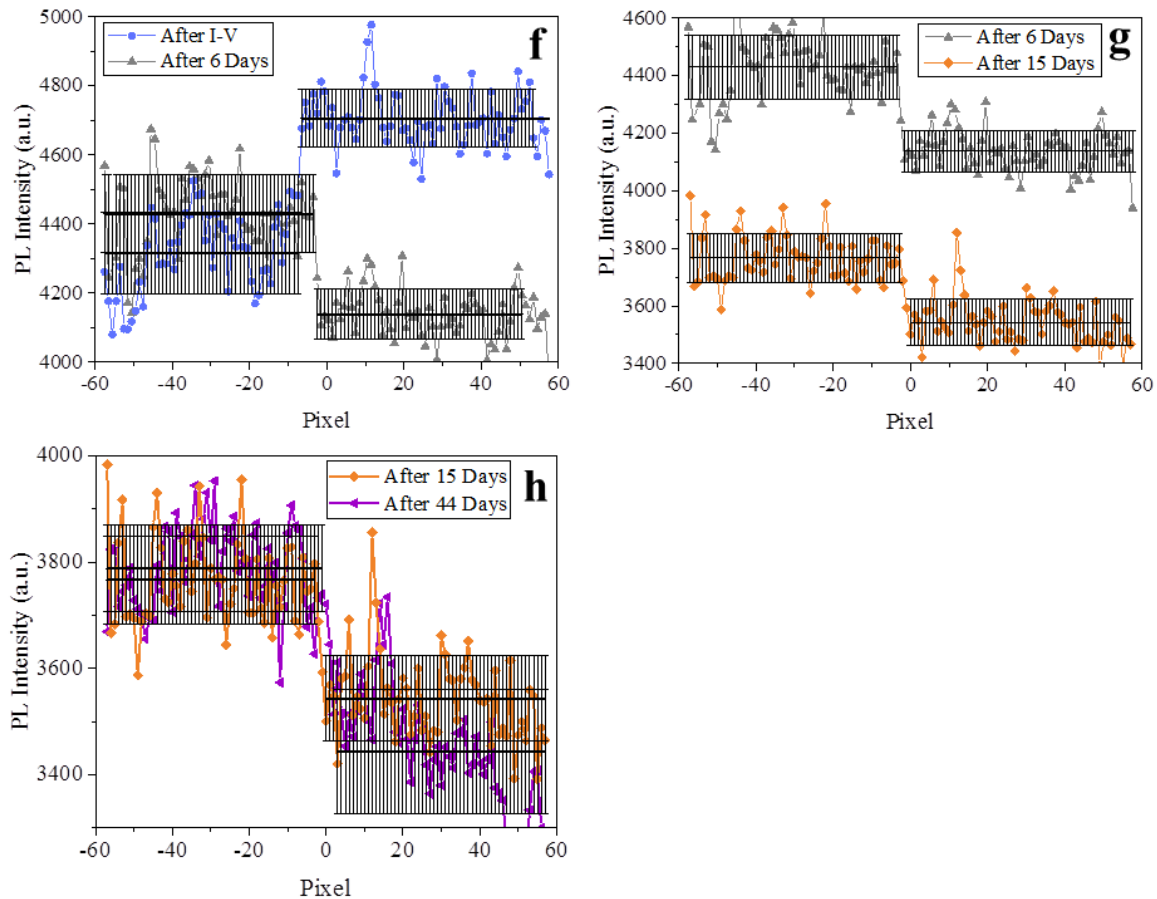 f
After I-V
After 6 Days
PL Intensity (a.u.)
5000
4800
4600
4400
4200
4000
-60 -40 -20 0 20 40 60
Pixel
g
After 6 Days
After 15 Days
PL Intensity (a.u.)
4600
4400
4200
4000
3800
3600
3400
-60 -40 -20 0 20 40 60
Pixel
h
After 15 Days
After 44 Days
PL Intensity (a.u.)
4000
3800
3600
3400
-60 -40 -20 0 20 40 60
Pixel